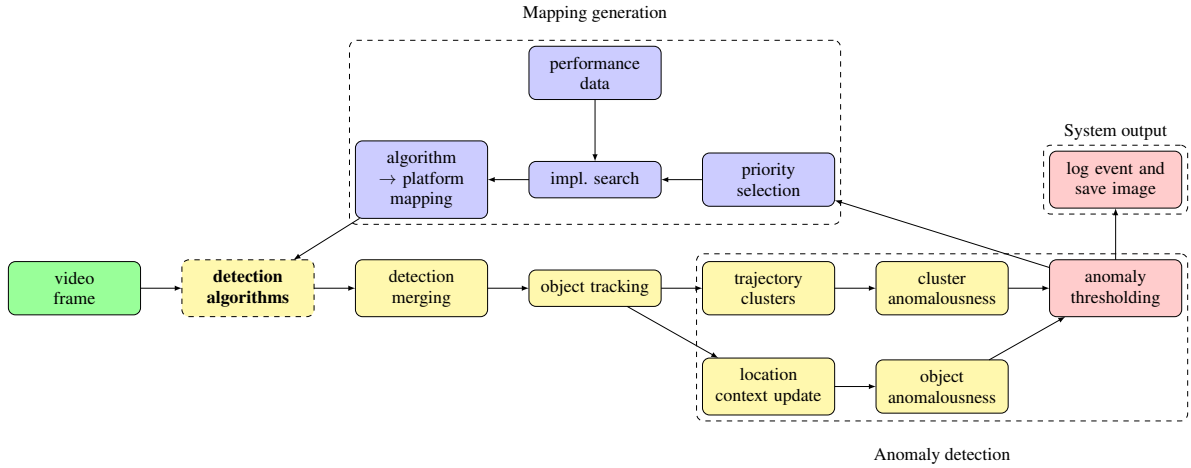 Mapping generation
performance
data
algorithm
→ platform
mapping
impl. search
priority
selection
System output
log event and
save image
video
frame
detection
algorithms
detection
merging
object tracking
trajectory
clusters
cluster
anomalousness
anomaly
thresholding
location
context update
object
anomalousness
Anomaly detection